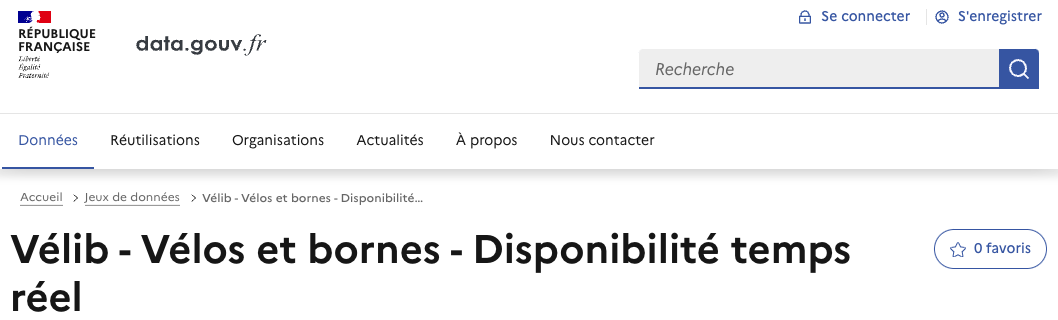 Se connecter
S'enregistrer
RÉPUBLIQUE
FRANÇAISE
Liberté
Égalité
Fraternité
data.gouv.fr
Recherche
Données
Réutilisations
Organisations
Actualités
À propos
Nous contacter
Accueil > Jeux de données > Vélib - Vélos et bornes - Disponibilité...
Vélib - Vélos et bornes - Disponibilité temps
réel
0 favoris